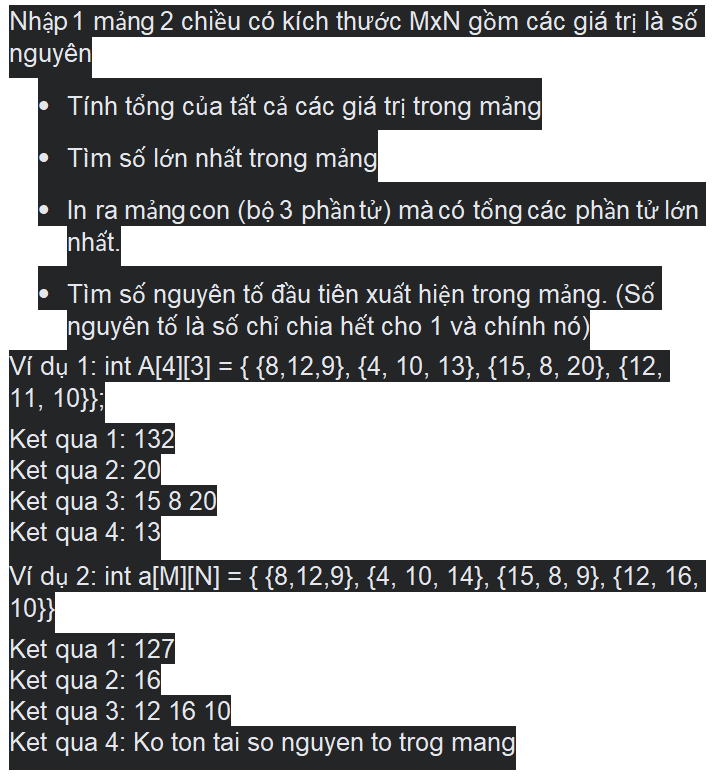 Nhập 1 mảng 2 chiều có kích thước MxN gồm các giá trị là số
nguyên
• Tính tổng của tất cả các giá trị trong mảng
• Tìm số lớn nhất trong mảng
• In ra mảng con (bộ 3 phần tử) mà có tổng các phần tử lớn
nhất.
• Tìm số nguyên tố đầu tiên xuất hiện trong mảng. (Số
nguyên tố là số chỉ chia hết cho 1 và chính nó)
Ví dụ 1: int A[4][3] = { {8,12,9}, {4, 10, 13}, {15, 8, 20}, {12,
11, 10}};
Ket qua 1: 132
Ket qua 2: 20
Ket qua 3: 15 8 20
Ket qua 4: 13
Ví dụ 2: int a[M][N] = { {8,12,9}, {4, 10, 14}, {15, 8, 9}, {12, 16,
10}}
Ket qua 1: 127
Ket qua 2: 16
Ket qua 3: 12 16 10
Ket qua 4: Ko ton tai so nguyen to trog mang